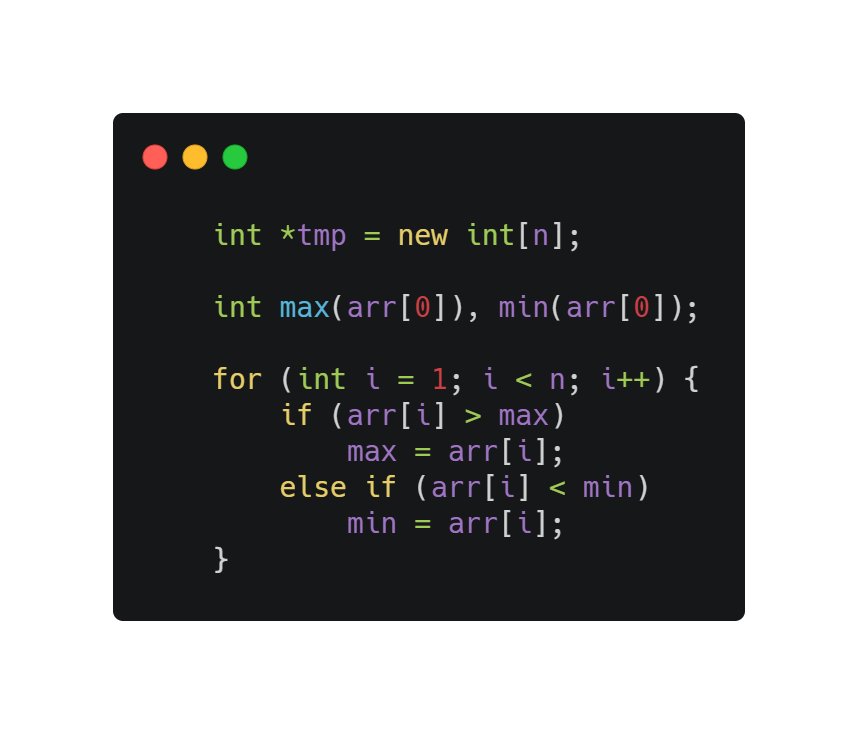 int *tmp = new int[n];
int max(arr[0]), min(arr[0]);
for (int i = 1; i < n; i++) {
    if (arr[i] > max)
        max = arr[i];
    else if (arr[i] < min)
        min = arr[i];
}